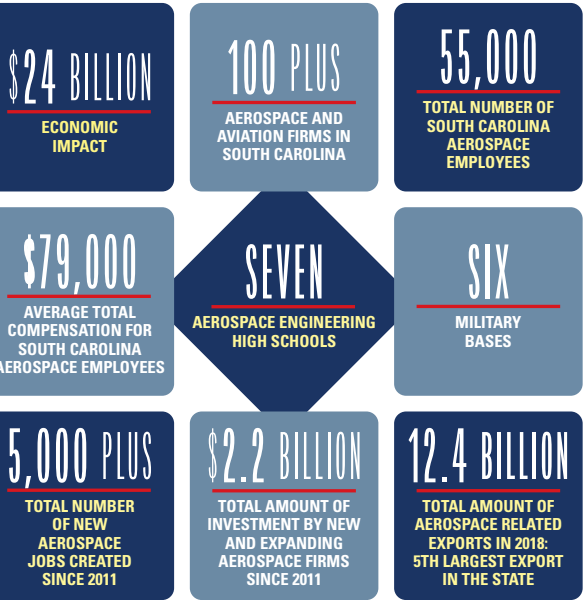 $24 BILLION
ECONOMIC
IMPACT
100 PLUS
AEROSPACE AND
AVIATION FIRMS IN
SOUTH CAROLINA
55,000
TOTAL NUMBER OF
SOUTH CAROLINA
AEROSPACE
EMPLOYEES
$79,000
AVERAGE TOTAL
COMPENSATION FOR
SOUTH CAROLINA
AEROSPACE EMPLOYEES
SEVEN
AEROSPACE ENGINEERING
HIGH SCHOOLS
SIX
MILITARY
BASES
5,000 PLUS
TOTAL NUMBER
OF NEW
AEROSPACE
JOBS CREATED
SINCE 2011
$2.2 BILLION
TOTAL AMOUNT OF
INVESTMENT BY NEW
AND EXPANDING
AEROSPACE FIRMS
SINCE 2011
12.4 BILLION
TOTAL AMOUNT OF
AEROSPACE RELATED
EXPORTS IN 2018:
5TH LARGEST EXPORT
IN THE STATE